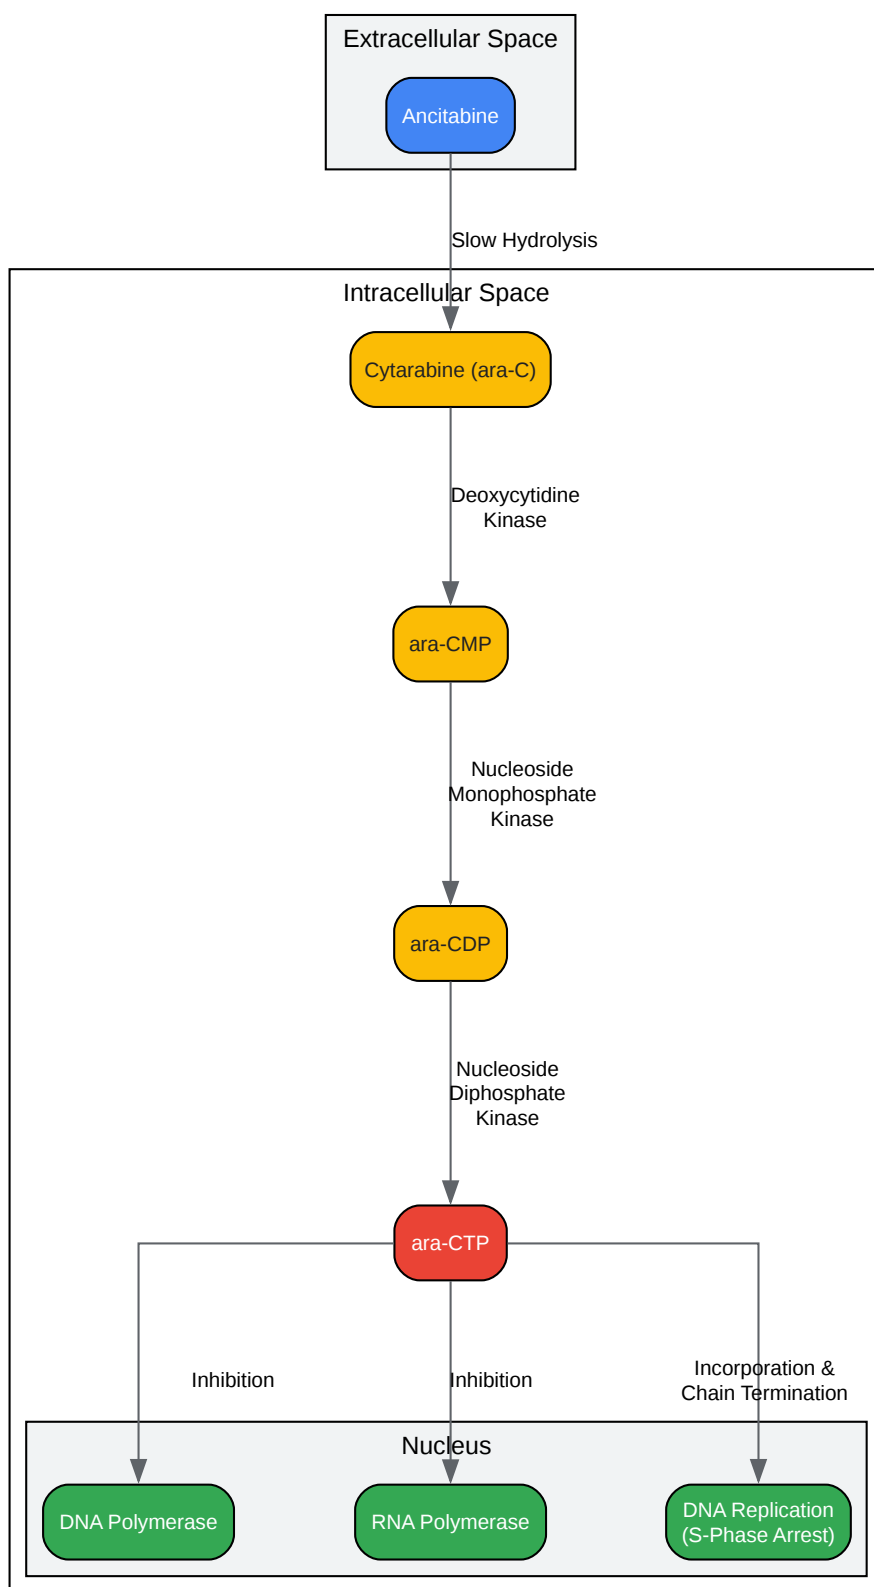 Extracellular Space
Ancitabine
Slow Hydrolysis
Intracellular Space
Cytarabine (ara-C)
Deoxycytidine
Kinase
ara-CMP
Nucleoside
Monophosphate
Kinase
ara-CDP
Nucleoside
Diphosphate
Kinase
ara-CTP
Inhibition
Inhibition
Incorporation &
Chain Termination
Nucleus
DNA Polymerase
RNA Polymerase
DNA Replication
(S-Phase Arrest)